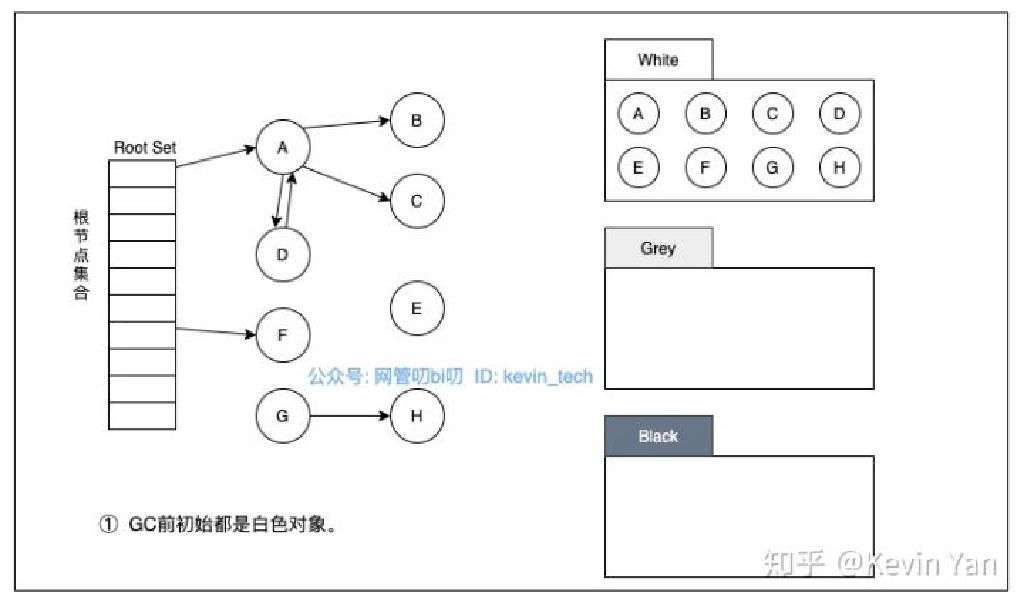 Root Set
根节点集合
A
B
C
D
E
F
G
H
White
A B C D
E F G H
Grey
Black
公众号: 网管叨bi叨 ID: kevin_tech
① GC前初始都是白色对象。
知乎 @Kevin Yan